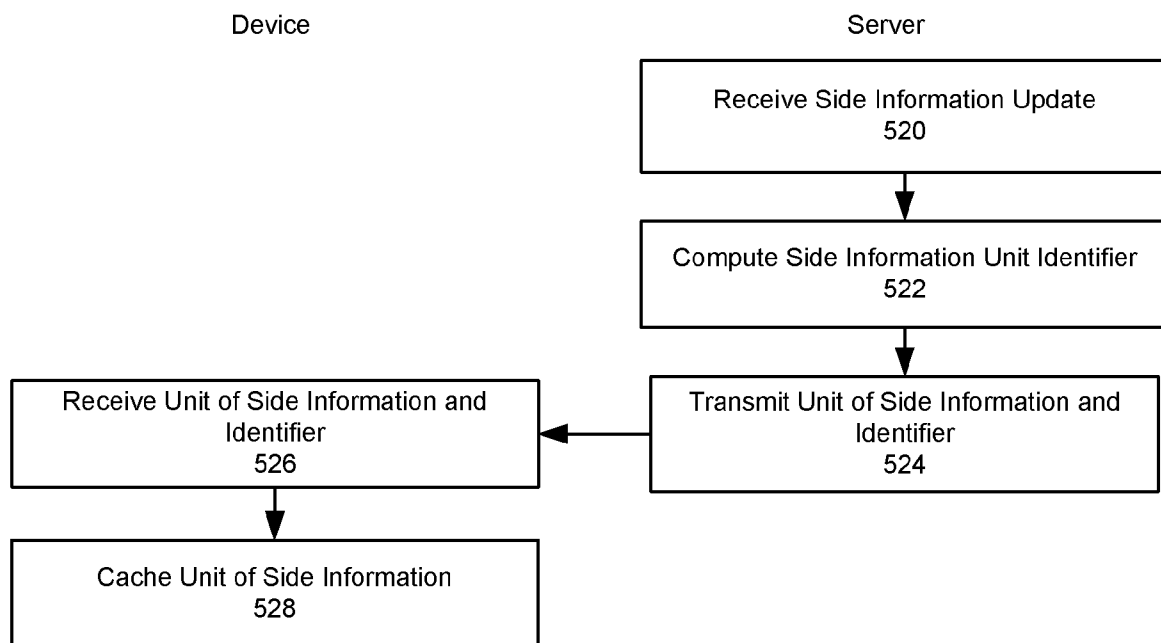 Device
Server
Receive Side Information Update
520
Compute Side Information Unit Identifier
522
Transmit Unit of Side Information and
Identifier
524
Receive Unit of Side Information and
Identifier
526
Cache Unit of Side Information
528